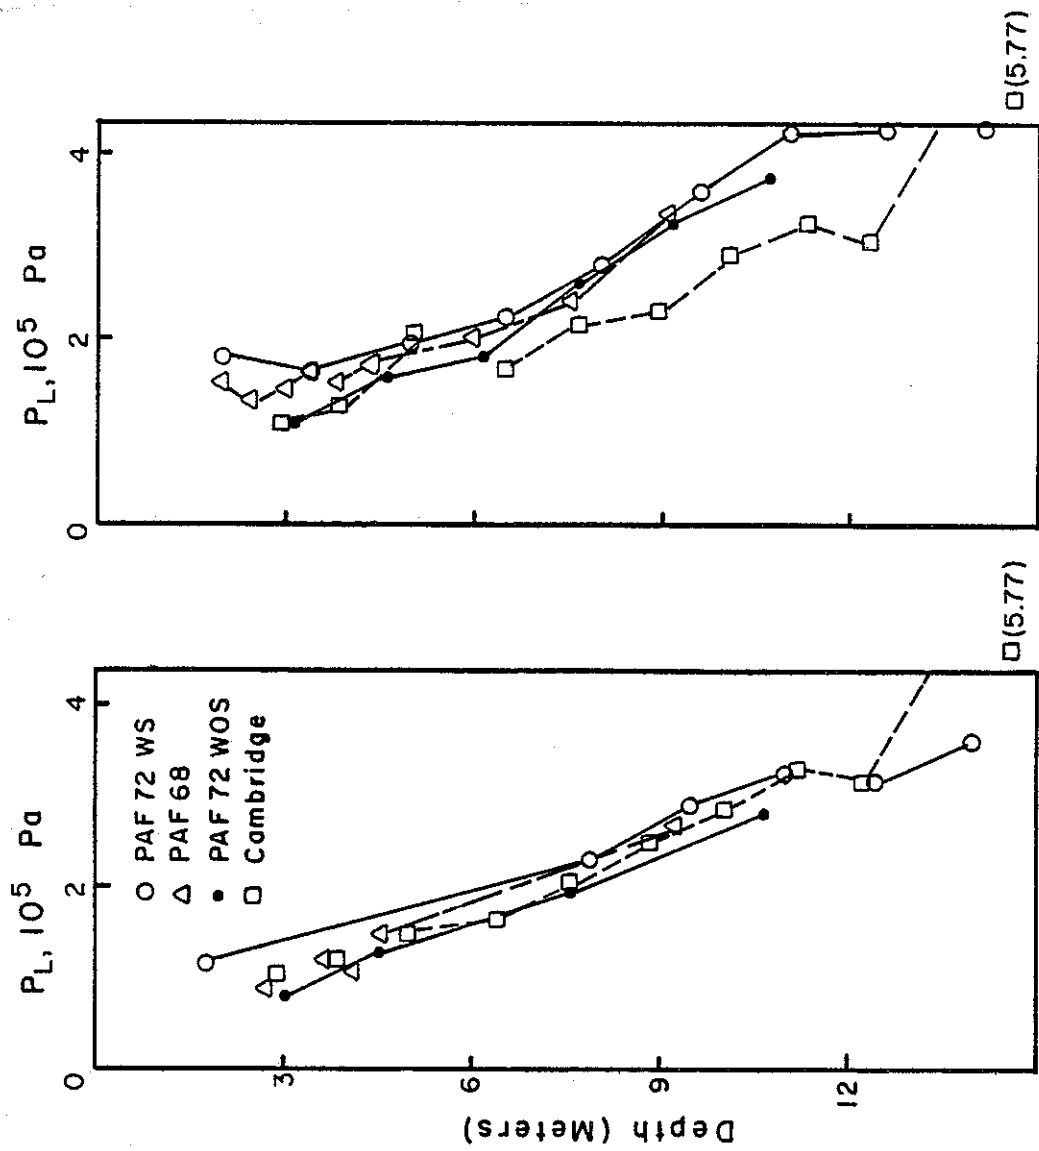 P_L, 10^5 Pa
0
2
4
3
6
9
12
Depth (Meters)
○ PAF 72 WS
△ PAF 68
● PAF 72 WOS
□ Cambridge
□(5.77)
P_L, 10^5 Pa
0
2
4
□(5.77)